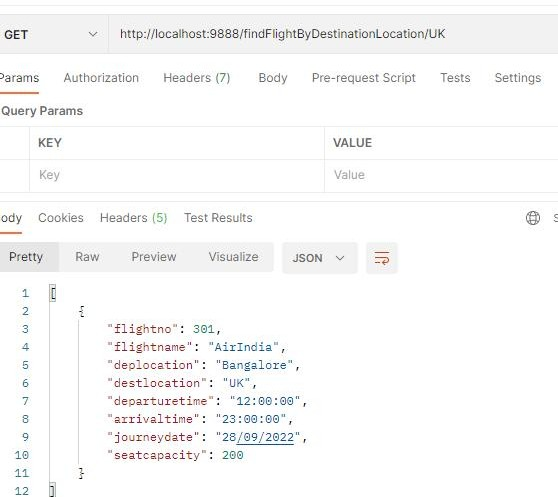 GET http://localhost:9888/findFlightByDestinationLocation/UK
Params Authorization Headers (7) Body Pre-request Script Tests Settings
Query Params
KEY VALUE
Key Value
ody Cookies Headers (5) Test Results S
Pretty Raw Preview Visualize JSON
1 [
2 {
3 "flightno": 301,
4 "flightname": "AirIndia",
5 "deplocation": "Bangalore",
6 "destlocation": "UK",
7 "departuretime": "12:00:00",
8 "arrivaltime": "23:00:00",
9 "journeydate": "28/09/2022",
10 "seatcapacity": 200
11 }
12 ]